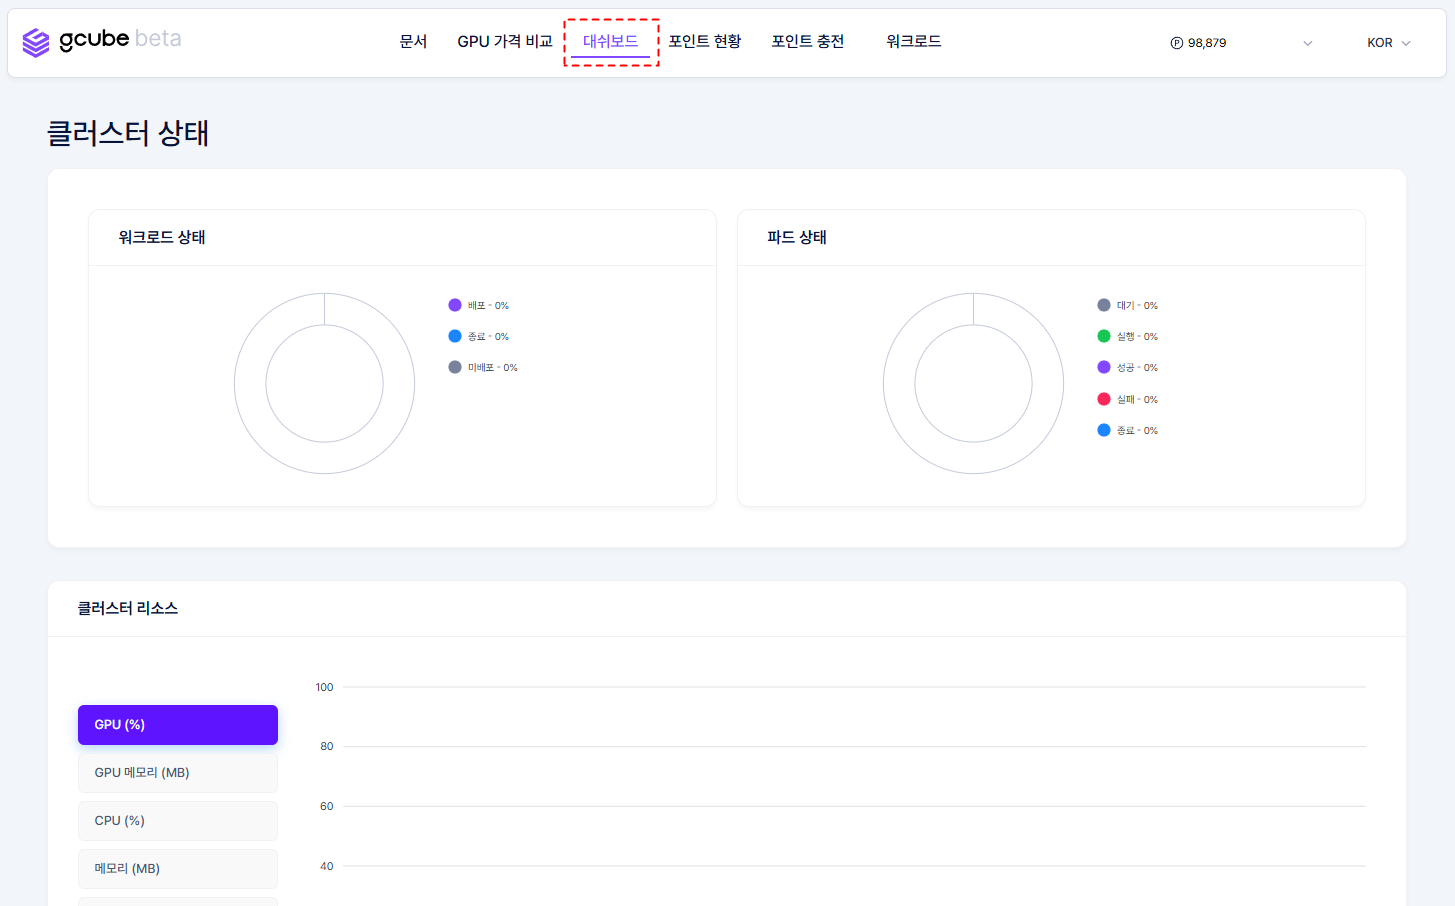 gcube beta
문서 GPU 가격 비교 대쉬보드 포인트 현황 포인트 충전 워크로드 Ⓟ 98,879 KOR
클러스터 상태
워크로드 상태
배포 - 0%
종료 - 0%
미배포 - 0%
파드 상태
대기 - 0%
실행 - 0%
성공 - 0%
실패 - 0%
종료 - 0%
클러스터 리소스
GPU (%)
GPU 메모리 (MB)
CPU (%)
메모리 (MB)
100
80
60
40